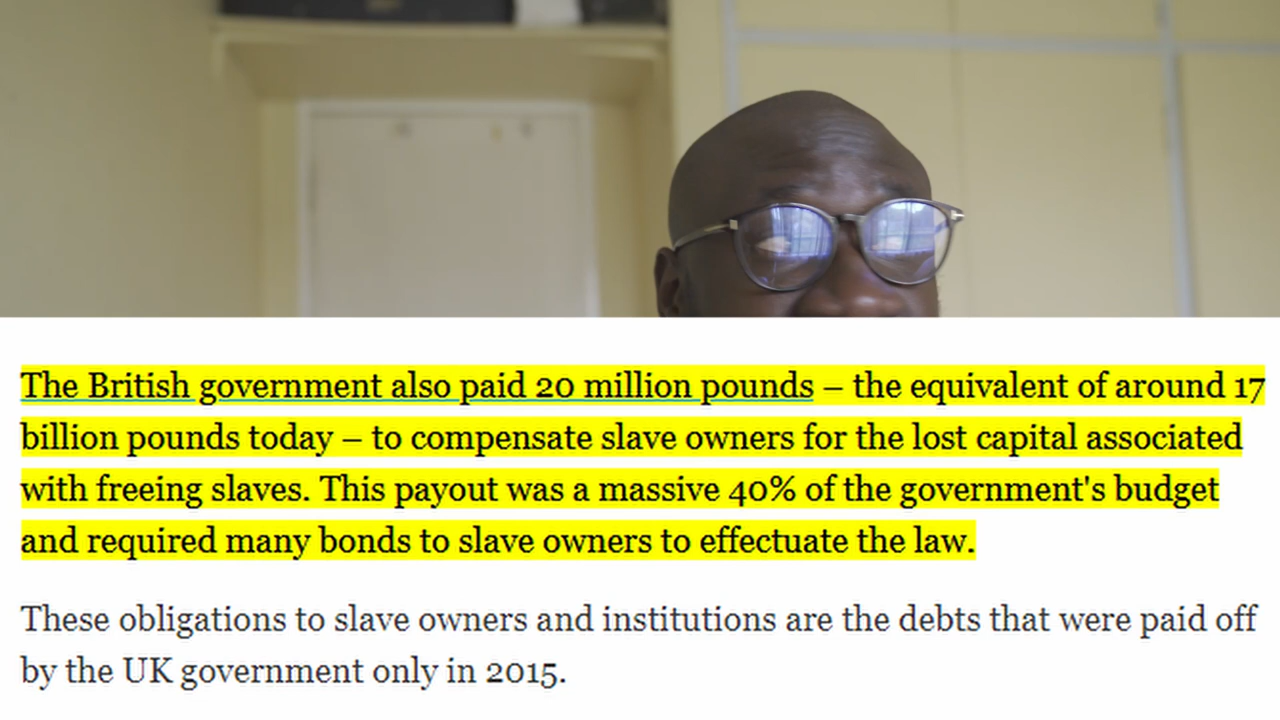 The British government also paid 20 million pounds – the equivalent of around 17
billion pounds today – to compensate slave owners for the lost capital associated
with freeing slaves. This payout was a massive 40% of the government's budget
and required many bonds to slave owners to effectuate the law.
These obligations to slave owners and institutions are the debts that were paid off
by the UK government only in 2015.